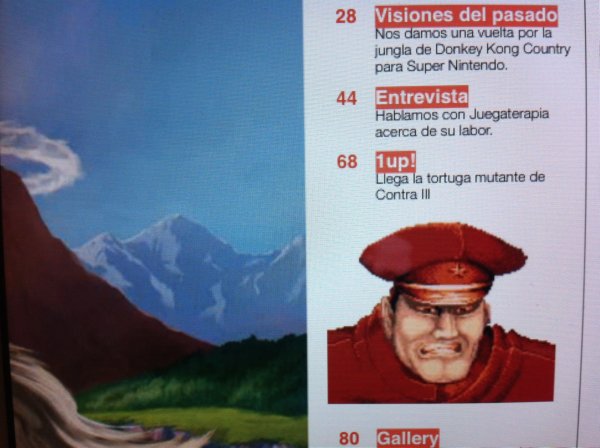 28 Visiones del pasado
Nos damos una vuelta por la
jungla de Donkey Kong Country
para Super Nintendo.
44 Entrevista
Hablamos con Juegaterapia
acerca de su labor.
68 1up!
Llega la tortuga mutante de
Contra III
80 Gallery